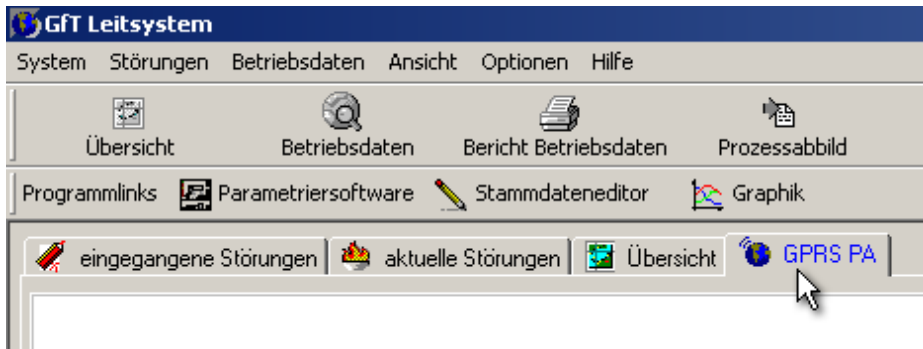 GfT Leitsystem
System Störungen Betriebsdaten Ansicht Optionen Hilfe
Übersicht Betriebsdaten Bericht Betriebsdaten Prozessabbild
Programmlinks Parametriersoftware Stammdateneditor Graphik
eingegangene Störungen aktuelle Störungen Übersicht GPRS PA